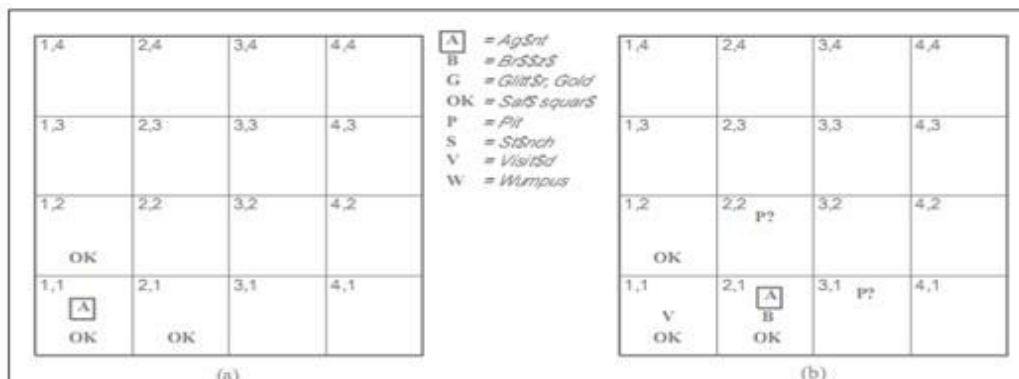 1,4 2,4 3,4 4,4
1,3 2,3 3,3 4,3
1,2 2,2 3,2 4,2
OK
1,1 2,1 3,1 4,1
A
OK OK
(a)
A = Ag$nt
B = Br$$z$
G = Glitt$r, Gold
OK = Saf$ squar$
P = Pit
S = St$nch
V = Visit$d
W = Wumpus
1,4 2,4 3,4 4,4
1,3 2,3 3,3 4,3
1,2 2,2 3,2 4,2
P?
OK
1,1 2,1 3,1 4,1
A P?
V B
OK OK
(b)